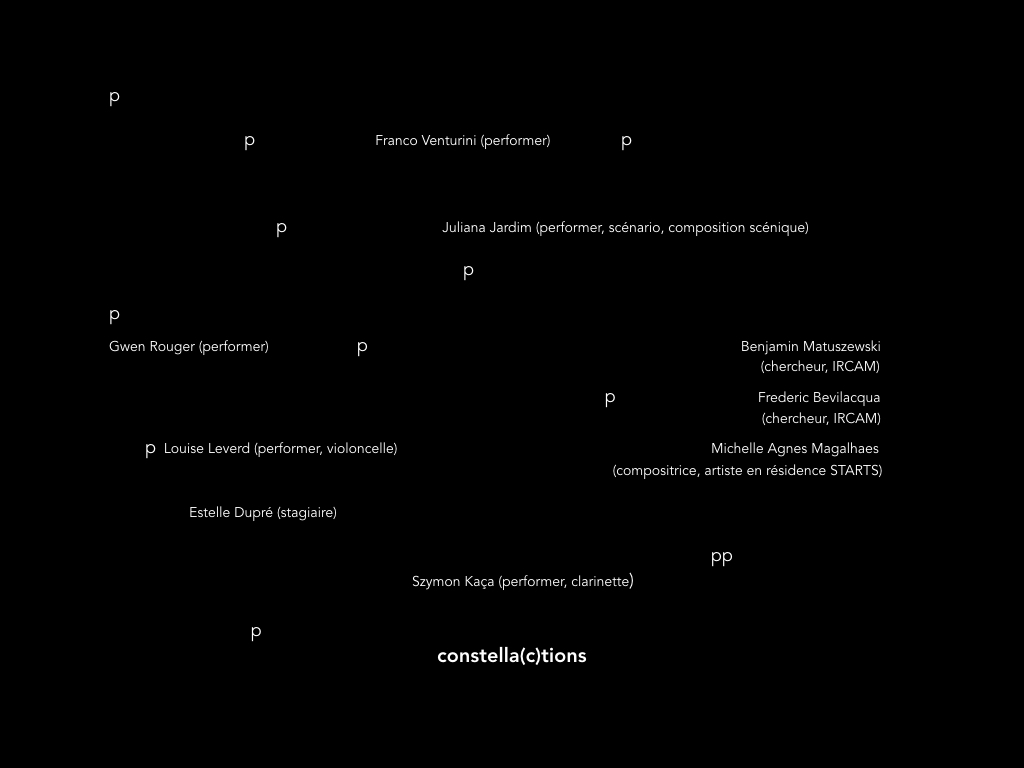 p
p Franco Venturini (performer) p
p Juliana Jardim (performer, scénario, composition scénique)
p
p
Gwen Rouger (performer) p Benjamin Matuszewski
(chercheur, IRCAM)
p Frederic Bevilacqua
(chercheur, IRCAM)
p Louise Leverd (performer, violoncelle) Michelle Agnes Magalhaes
(compositrice, artiste en résidence STARTS)
Estelle Dupré (stagiaire)
pp
Szymon Kaça (performer, clarinette)
p
constella(c)tions